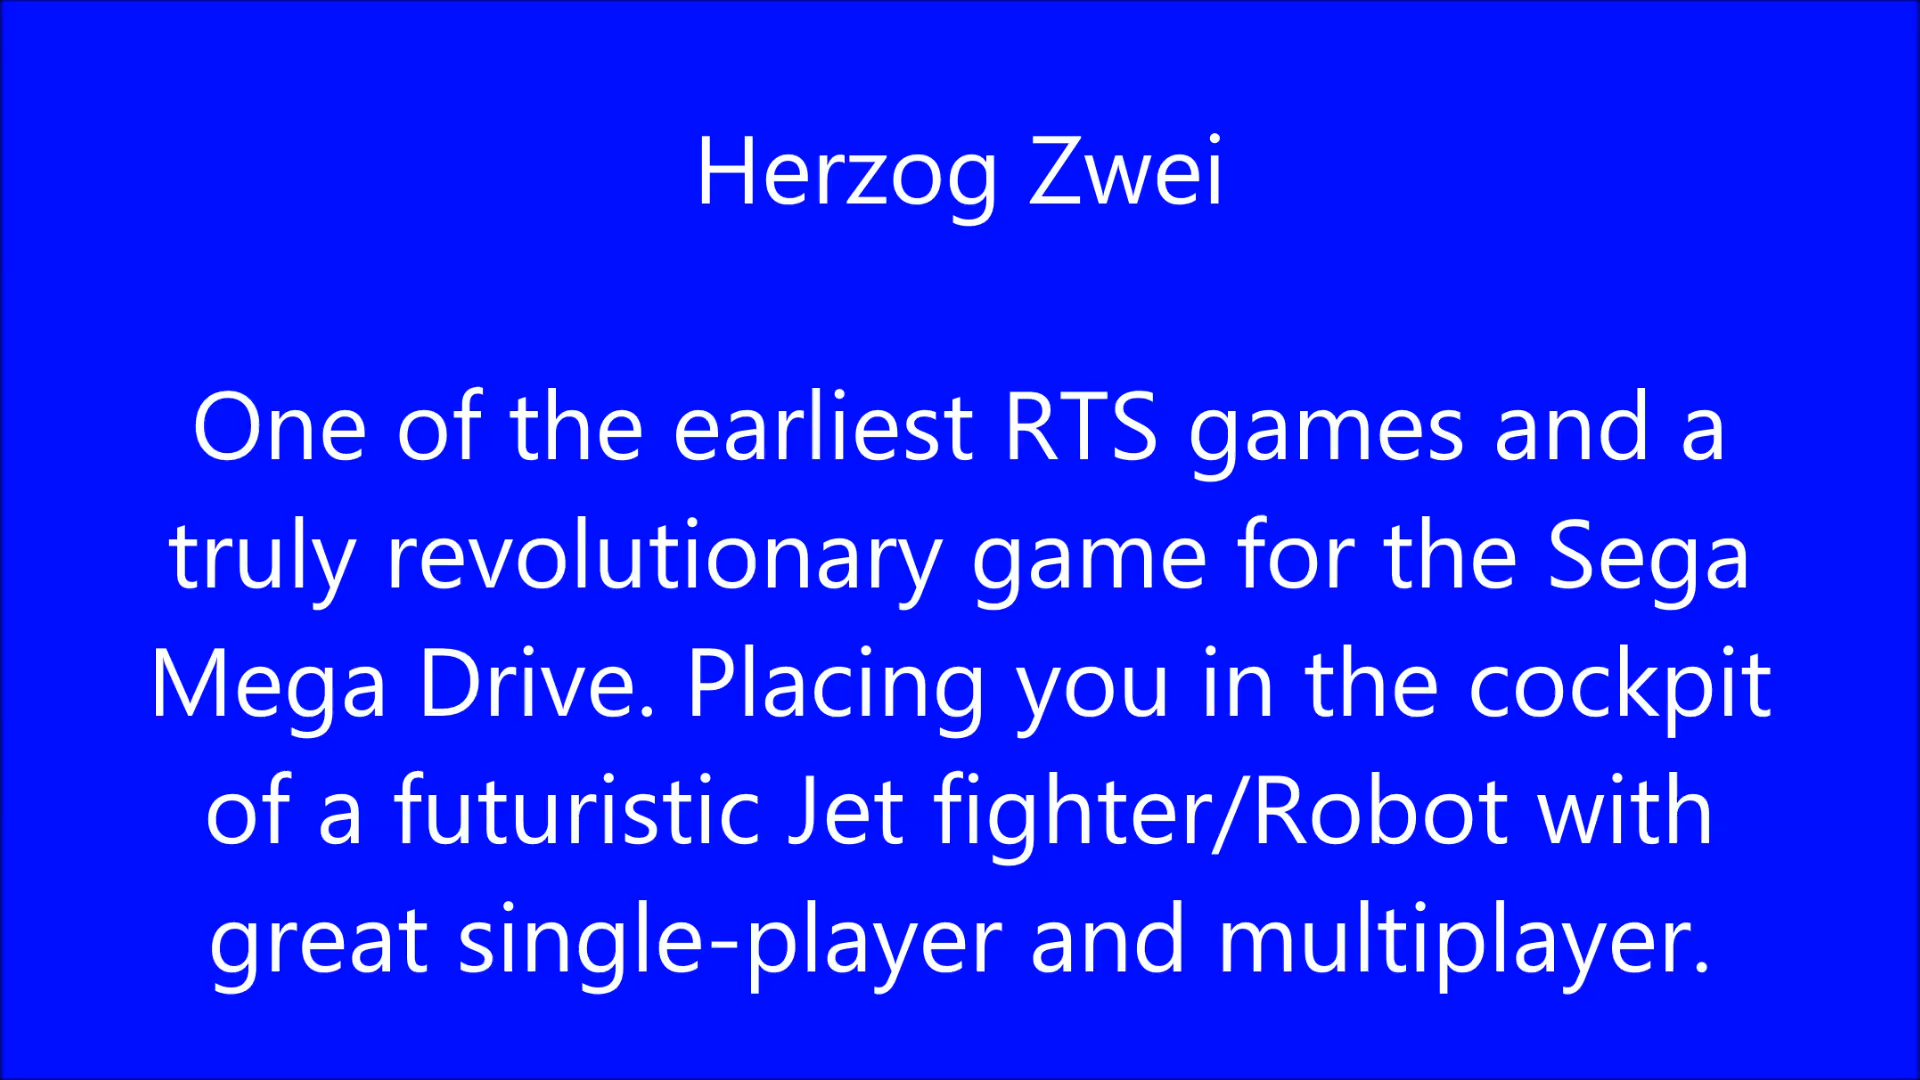 Herzog Zwei
One of the earliest RTS games and a
truly revolutionary game for the Sega
Mega Drive. Placing you in the cockpit
of a futuristic Jet fighter/Robot with
great single-player and multiplayer.